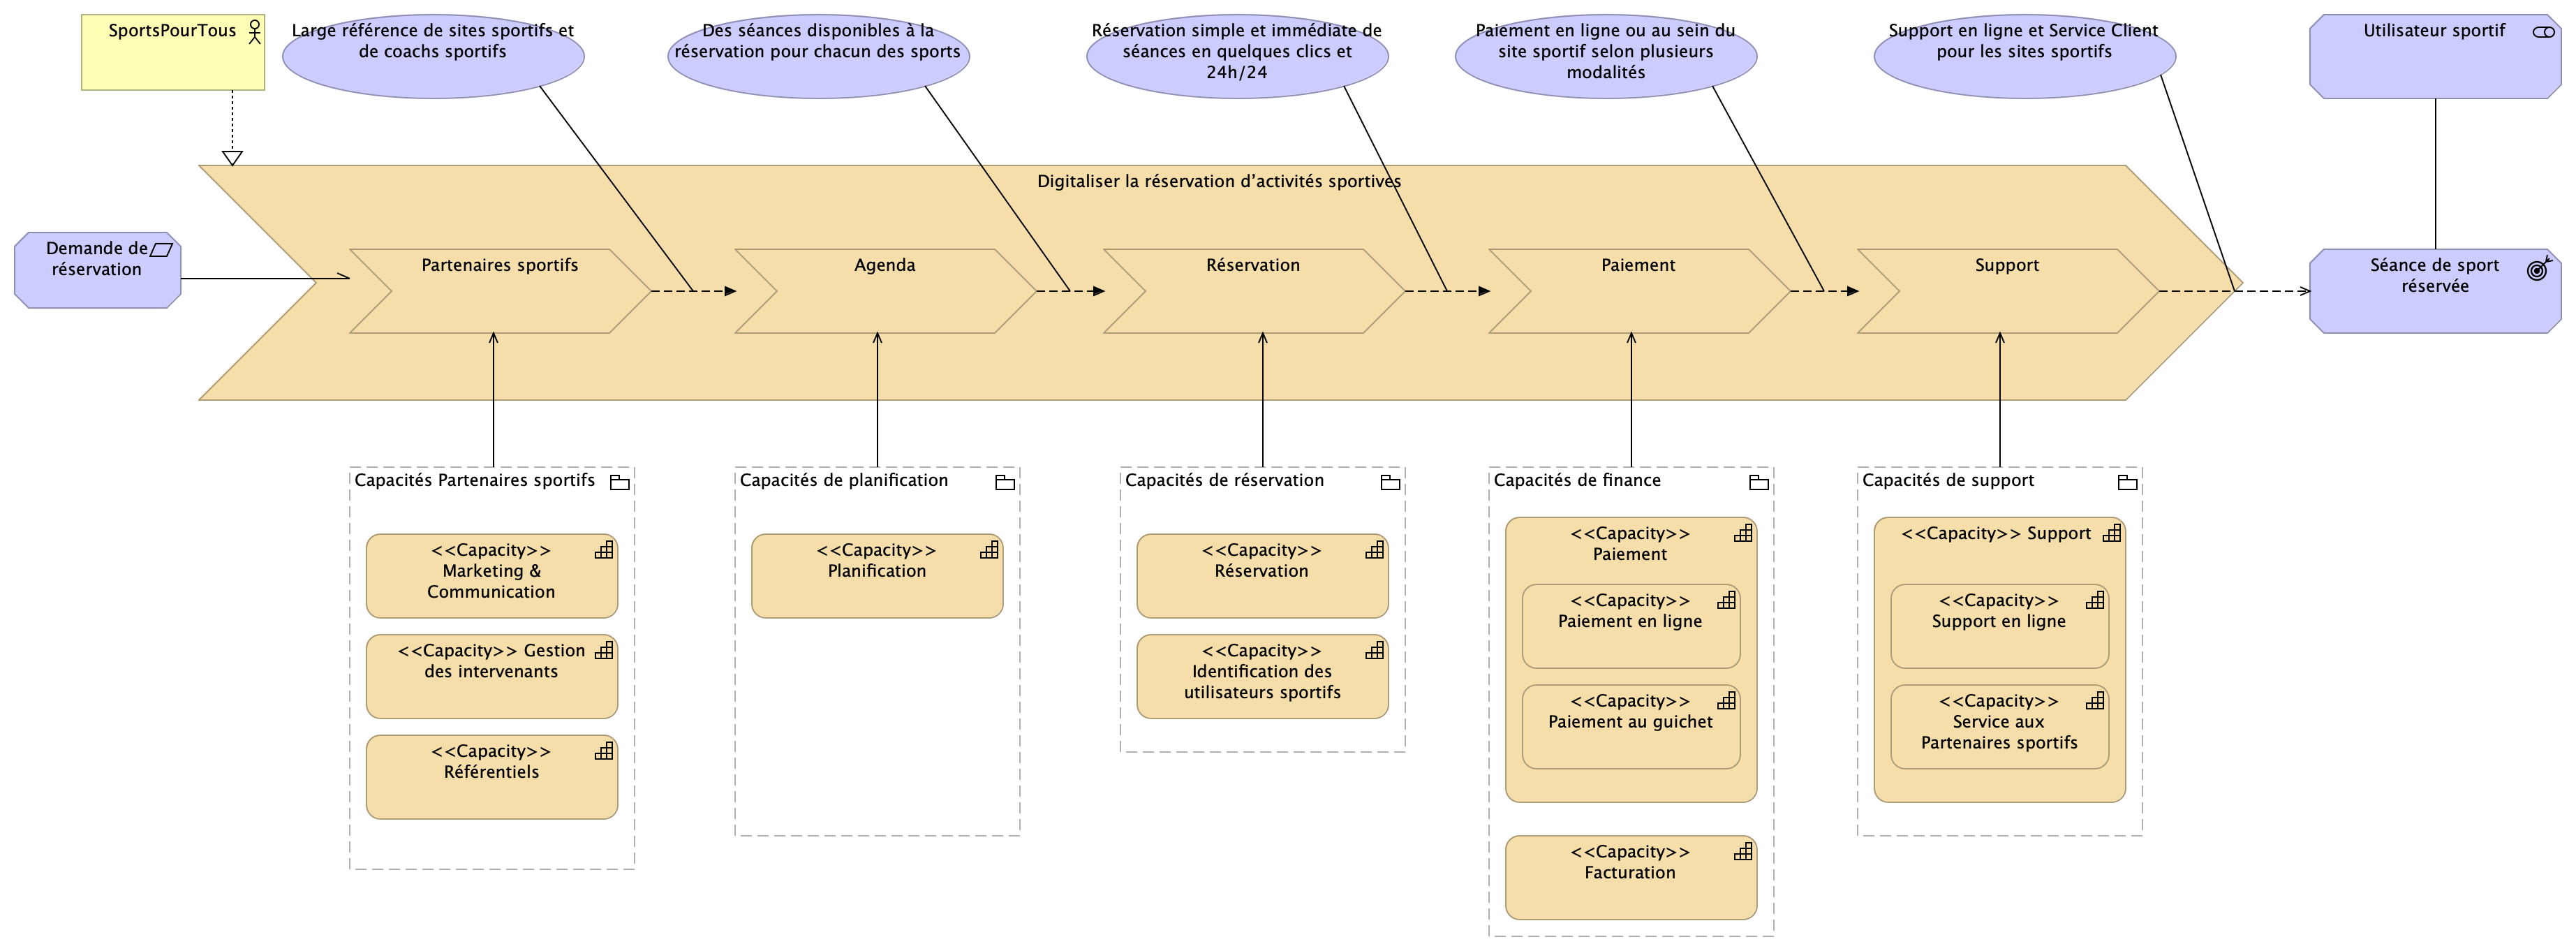 SportsPourTous
Large référence de sites sportifs et
de coachs sportifs
Des séances disponibles à la
réservation pour chacun des sports
Réservation simple et immédiate de
séances en quelques clics et
24h/24
Paiement en ligne ou au sein du
site sportif selon plusieurs
modalités
Support en ligne et Service Client
pour les sites sportifs
Utilisateur sportif
Digitaliser la réservation d’activités sportives
Demande de
réservation
Partenaires sportifs
Agenda
Réservation
Paiement
Support
Séance de sport
réservée
Capacités Partenaires sportifs
<<Capacity>>
Marketing &
Communication
<<Capacity>> Gestion
des intervenants
<<Capacity>>
Référentiels
Capacités de planification
<<Capacity>>
Planification
Capacités de réservation
<<Capacity>>
Réservation
<<Capacity>>
Identification des
utilisateurs sportifs
Capacités de finance
<<Capacity>>
Paiement
<<Capacity>>
Paiement en ligne
<<Capacity>>
Paiement au guichet
<<Capacity>>
Facturation
Capacités de support
<<Capacity>> Support
<<Capacity>>
Support en ligne
<<Capacity>>
Service aux
Partenaires sportifs